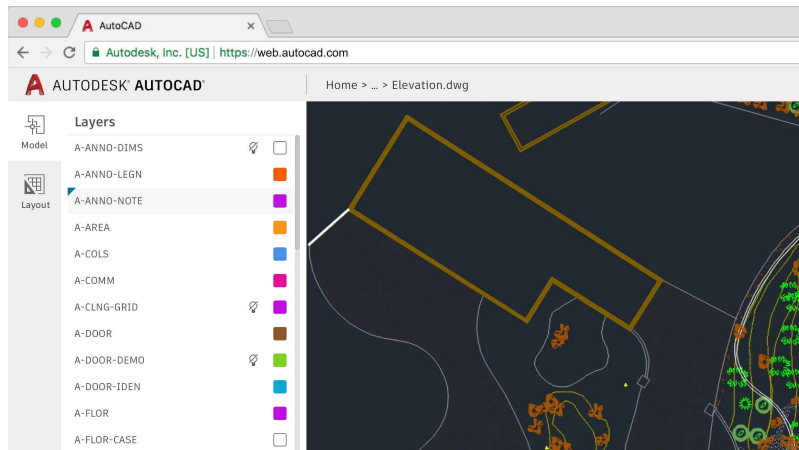 AutoCAD
Autodesk, Inc. [US] | https://web.autocad.com
AUTODESK® AUTOCAD®
Home > ... > Elevation.dwg
Model
Layout
Layers
A-ANNO-DIMS
A-ANNO-LEGN
A-ANNO-NOTE
A-AREA
A-COLS
A-COMM
A-CLNG-GRID
A-DOOR
A-DOOR-DEMO
A-DOOR-IDEN
A-FLOR
A-FLOR-CASE